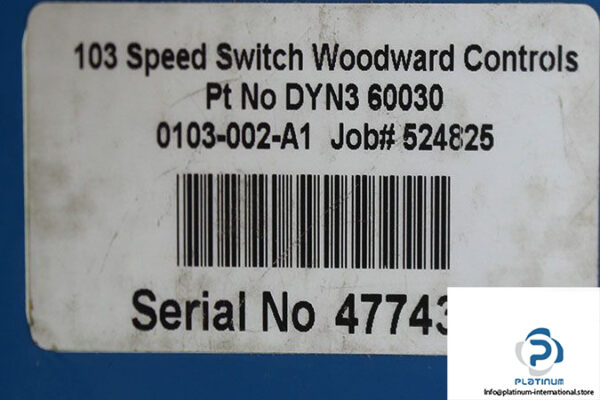 103 Speed Switch Woodward Controls
Pt No DYN3 60030
0103-002-A1 Job# 524825
Serial No
PLATINUM
Info@platinum-international.store